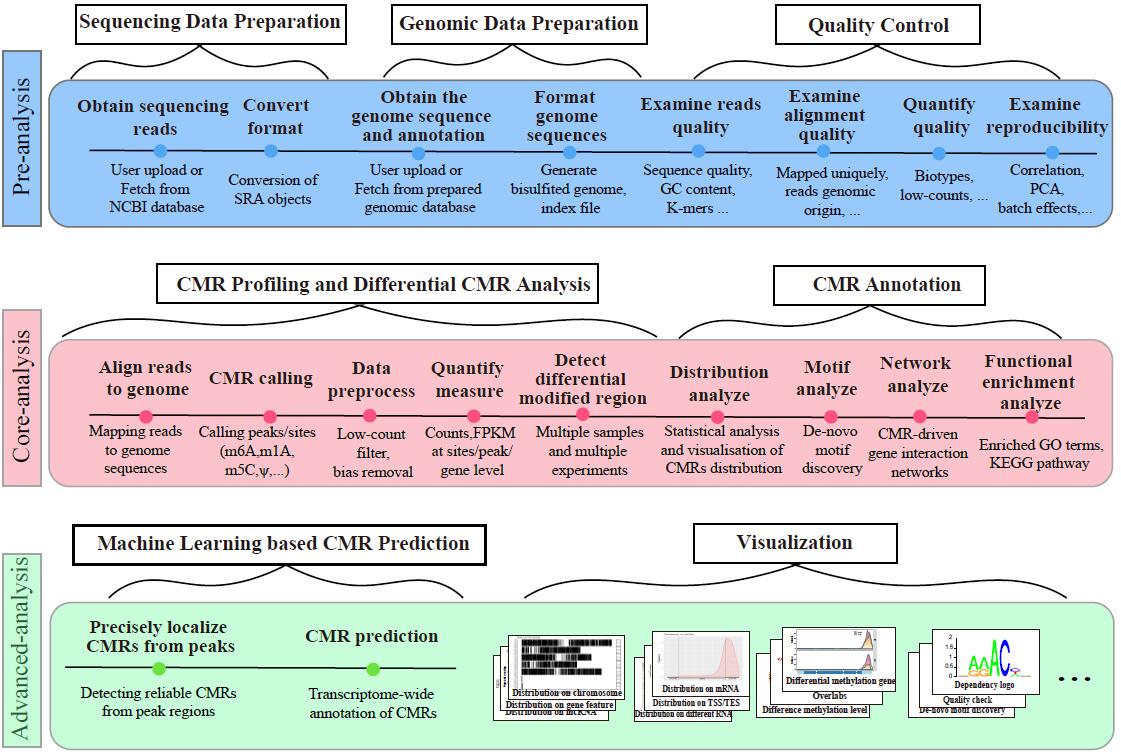 Sequencing Data Preparation
Genomic Data Preparation
Quality Control
Pre-analysis
Obtain sequencing
reads
Convert
format
Obtain the
genome sequence
and annotation
Format
genome
sequences
Examine reads
quality
Examine
alignment
quality
Quantify
quality
Examine
reproducibility
User upload or
Fetch from
NCBI database
Conversion of
SRA objects
User upload or
Fetch from prepared
genomic database
Generate
bisulfited genome,
index file
Sequence quality,
GC content,
K-mers ...
Mapped uniquely,
reads genomic
origin, ...
Biotypes,
low-counts, ...
Correlation,
PCA,
batch effects,...
CMR Profiling and Differential CMR Analysis
CMR Annotation
Core-analysis
Align reads
to genome
CMR calling
Data
preprocess
Quantify
measure
Detect
differential
modified region
Distribution
analyze
Motif
analyze
Network
analyze
Functional
enrichment
analyze
Mapping reads
to genome
sequences
Calling peaks/sites
(m6A,m1A,
m5C,ψ,...)
Low-count
filter,
bias removal
Counts,FPKM
at sites/peak/
gene level
Multiple samples
and multiple
experiments
Statistical analysis
and visualisation of
CMRs distribution
De-novo
motif
discovery
CMR-driven
gene interaction
networks
Enriched GO terms,
KEGG pathway
Machine Learning based CMR Prediction
Visualization
Advanced-analysis
Precisely localize
CMRs from peaks
CMR prediction
Detecting reliable CMRs
from peak regions
Transcriptome-wide
annotation of CMRs
Distribution on chromosome
Distribution on gene feature
Distribution on lncRNA
Distribution on mRNA
Distribution on TSS/TES
Distribution on different RNA
Differential methylation gene
Overlabs
Difference methylation level
2
1.5
1
0.5
0
AAAC
GG
Dependency logo
Quality check
De-novo motif discovery
...